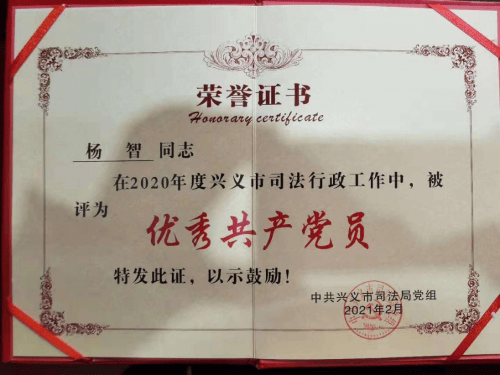 荣誉证书
Honorary certificate
杨 智 同志
在2020年度兴义市司法行政工作中，被
评为
优秀共产党员
特发此证，以示鼓励！
中共兴义市司法局党组
2021年2月